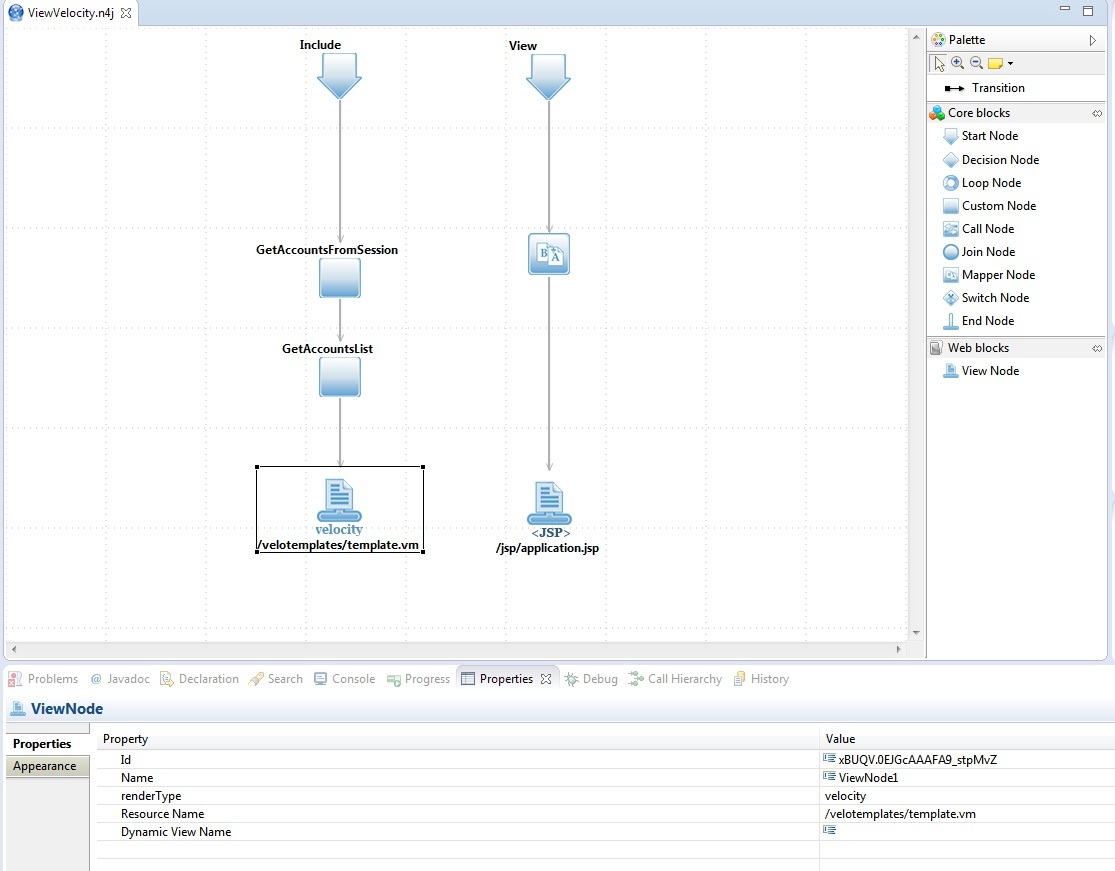 ViewVelocity.n4j
Include
View
GetAccountsFromSession
B A
GetAccountsList
velocity
/velotemplates/template.vm
<JSP>
/jsp/application.jsp
Palette
Transition
Core blocks
Start Node
Decision Node
Loop Node
Custom Node
Call Node
Join Node
Mapper Node
Switch Node
End Node
Web blocks
View Node
Problems @ Javadoc Declaration Search Console Progress Properties Debug Call Hierarchy History
ViewNode
Properties
Appearance
Property Value
Id xBUQV.0EJGcAAAFA9_stpMvZ
Name ViewNode1
renderType velocity
Resource Name /velotemplates/template.vm
Dynamic View Name